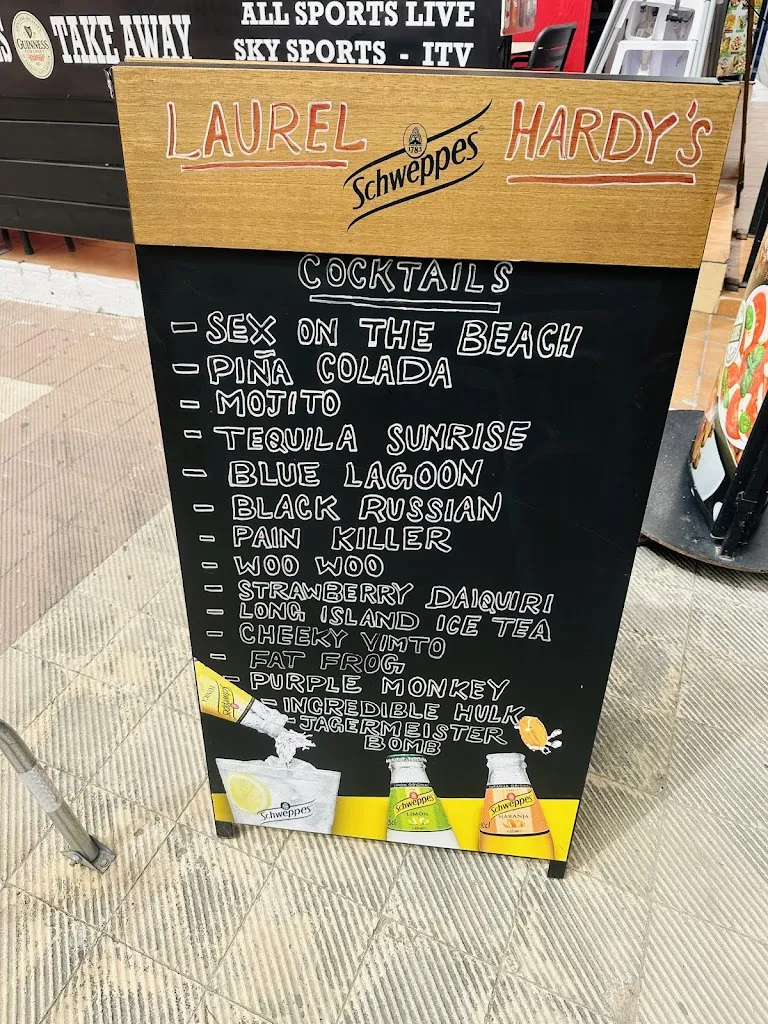 ALL SPORTS LIVE
GUINNESS TAKE AWAY SKY SPORTS - ITV
LAUREL HARDY'S
1783
Schweppes
COCKTAILS
- SEX ON THE BEACH
- PIÑA COLADA
- MOJITO
- TEQUILA SUNRISE
- BLUE LAGOON
- BLACK RUSSIAN
- PAIN KILLER
- WOO WOO
- STRAWBERRY DAIQUIRI
- LONG ISLAND ICE TEA
- CHEEKY VIMTO
- FAT FROG
- PURPLE MONKEY
- INCREDIBLE HULK
- JAGERMEISTER
BOMB
Schweppes
Schweppes
LIMÓN
Schweppes
NARANJA